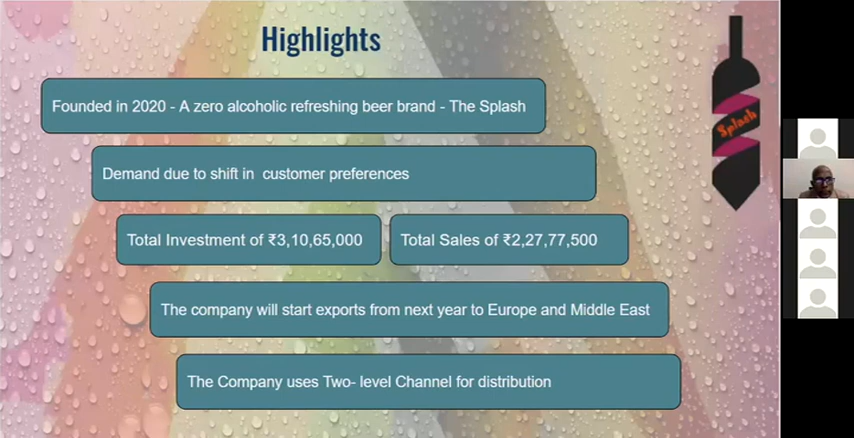 Highlights
Splash
Founded in 2020 - A zero alcoholic refreshing beer brand - The Splash
Demand due to shift in customer preferences
Total Investment of ₹3,10,65,000
Total Sales of ₹2,27,77,500
The company will start exports from next year to Europe and Middle East
The Company uses Two- level Channel for distribution